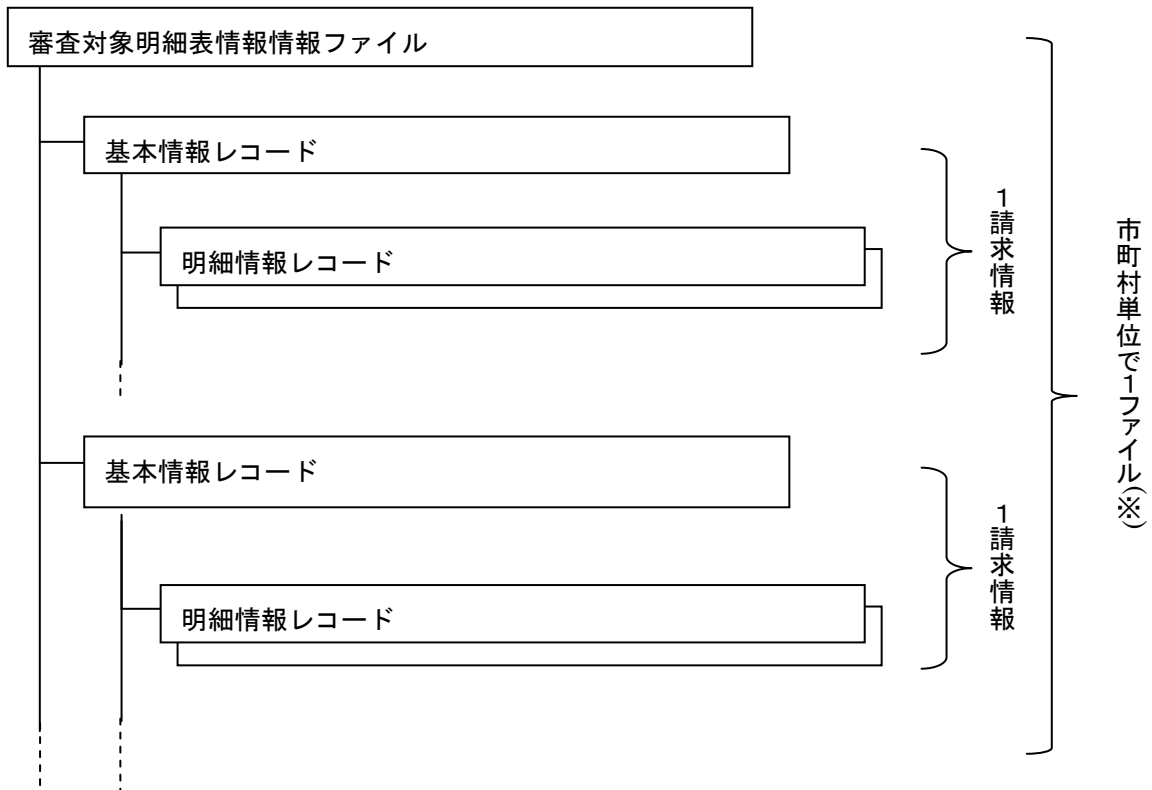 審査対象明細表情報情報ファイル
基本情報レコード
明細情報レコード
1請求情報
基本情報レコード
明細情報レコード
1請求情報
市町村単位で1ファイル(※)